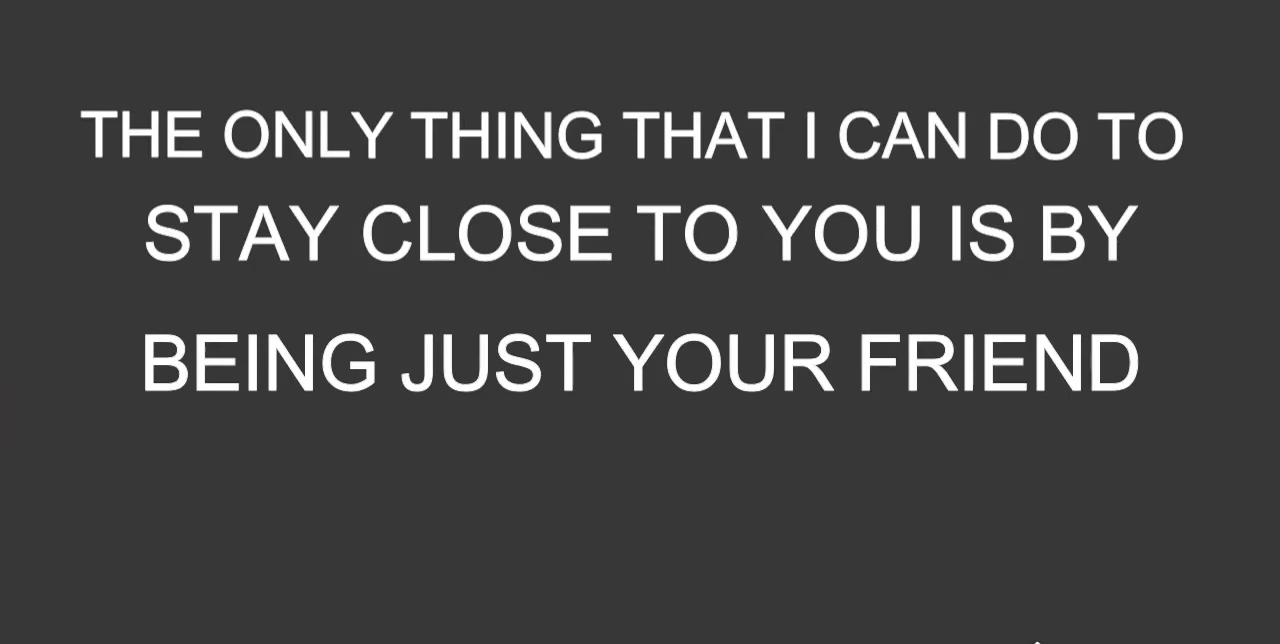 THE ONLY THING THAT I CAN DO TO
STAY CLOSE TO YOU IS BY
BEING JUST YOUR FRIEND